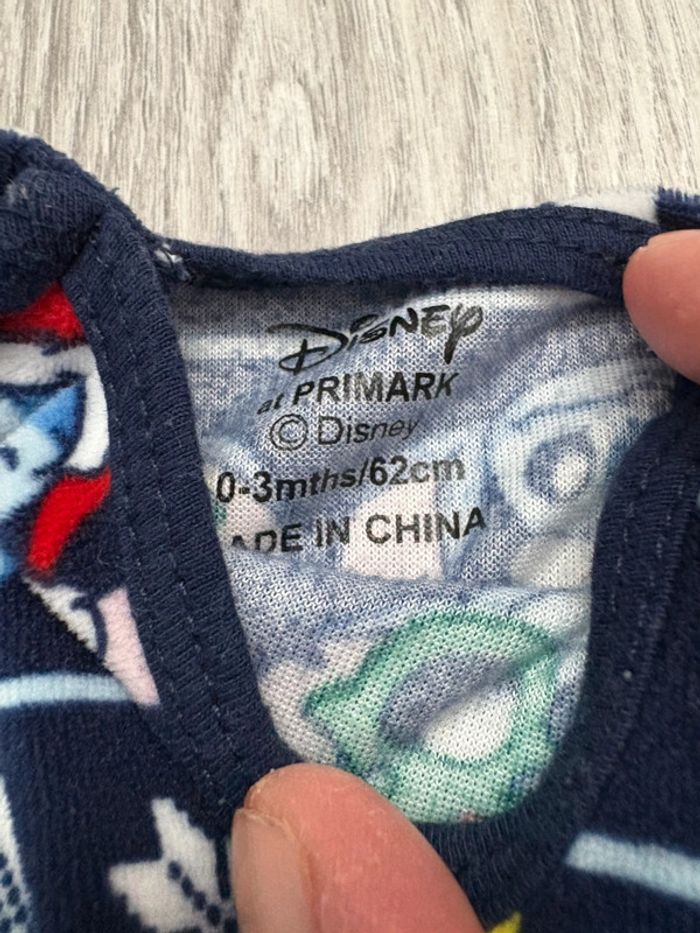 Disney
at PRIMARK
© Disney
0-3mths/62cm
ADE IN CHINA